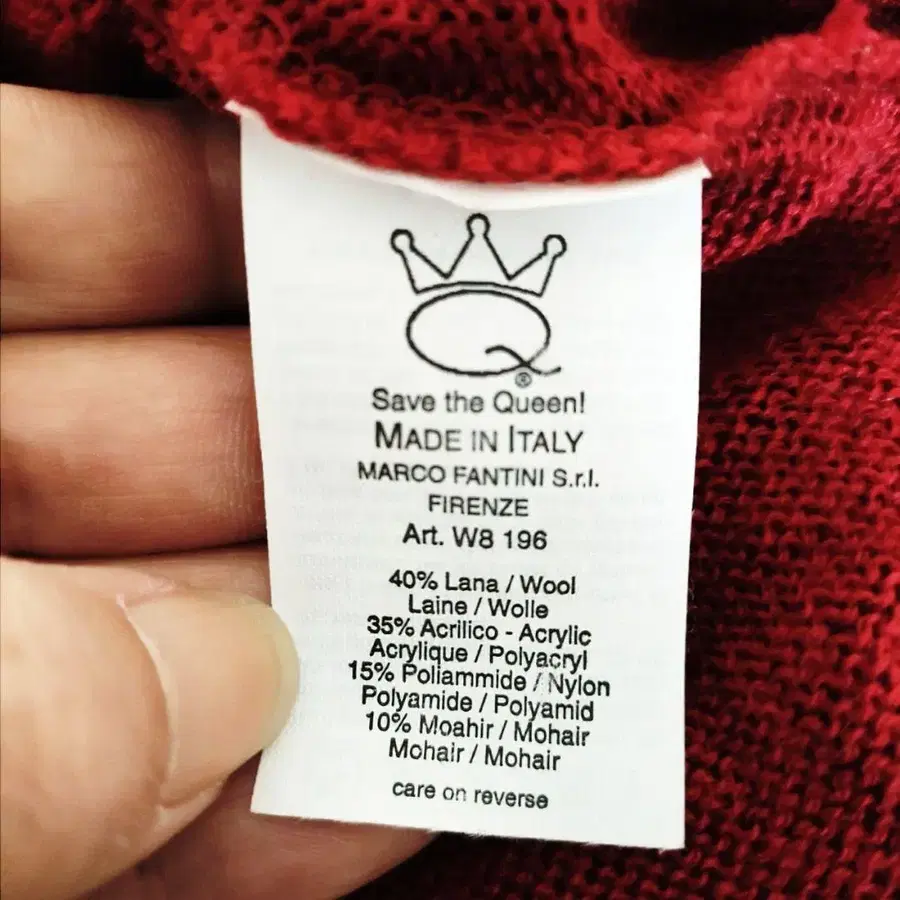 Q®
Save the Queen!
MADE IN ITALY
MARCO FANTINI S.r.l.
FIRENZE
Art. W8 196
40% Lana / Wool
Laine / Wolle
35% Acrilico - Acrylic
Acrylique / Polyacryl
15% Poliammide / Nylon
Polyamide / Polyamid
10% Moahir / Mohair
Mohair / Mohair
care on reverse